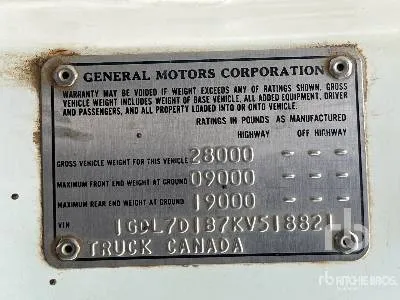 GENERAL MOTORS CORPORATION
WARRANTY MAY BE VOIDED IF WEIGHT EXCEEDS ANY OF RATINGS SHOWN. GROSS
VEHICLE WEIGHT INCLUDES WEIGHT OF BASE VEHICLE, ALL ADDED EQUIPMENT, DRIVER
AND PASSENGERS, AND ALL PROPERTY LOADED INTO OR ONTO VEHICLE.
RATINGS IN POUNDS AS MANUFACTURED
HIGHWAY OFF HIGHWAY
GROSS VEHICLE WEIGHT FOR THIS VEHICLE 28000 - - -
MAXIMUM FRONT END WEIGHT AT GROUND 09000 - - -
MAXIMUM REAR END WEIGHT AT GROUND 19000 - - -
VIN 1GDL7D1B7KV518821
TRUCK CANADA
rb RITCHIE BROS.